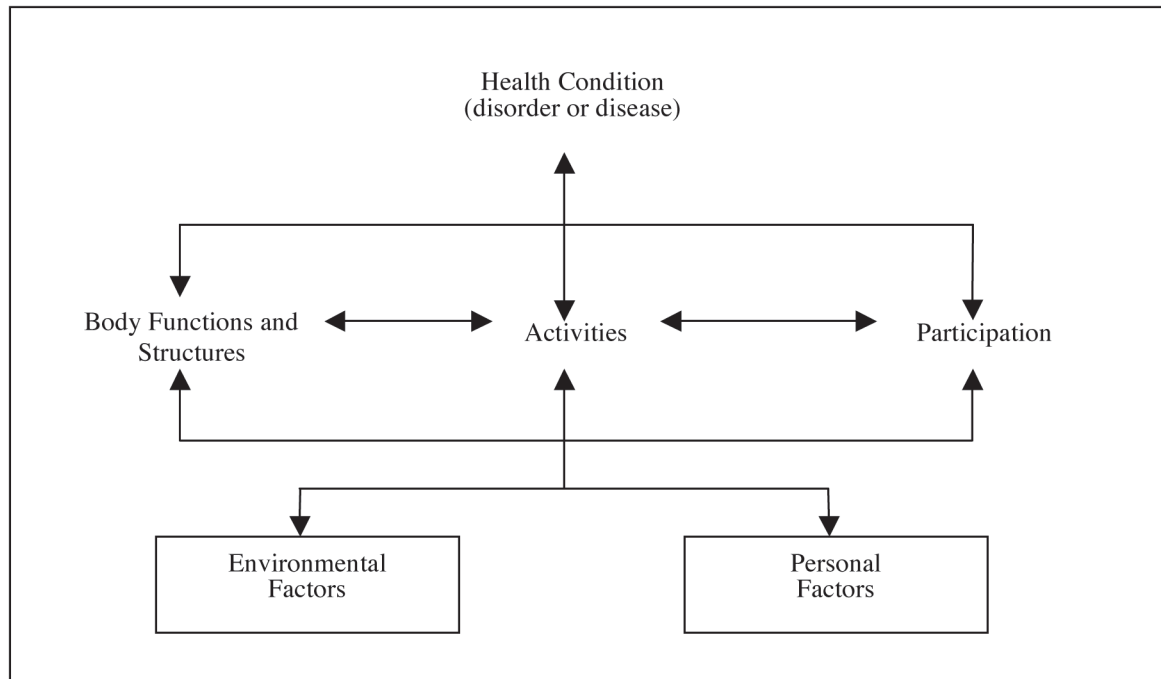 Health Condition
(disorder or disease)
Body Functions and
Structures
Activities
Participation
Environmental
Factors
Personal
Factors